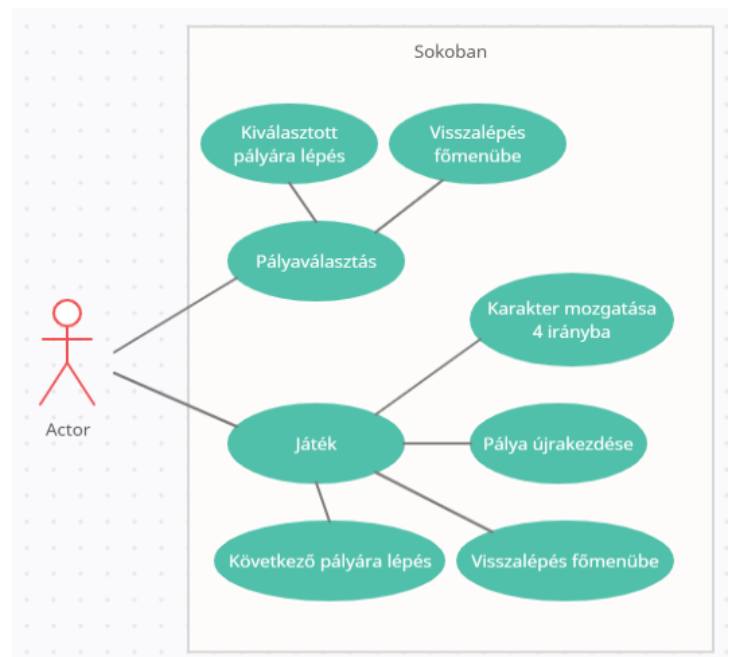 Sokoban
Kiválasztott
pályára lépés
Visszalépés
főmenübe
Pályaválasztás
Karakter mozgatása
4 irányba
Actor
Játék
Pálya újrakezdése
Következő pályára lépés
Visszalépés főmenübe